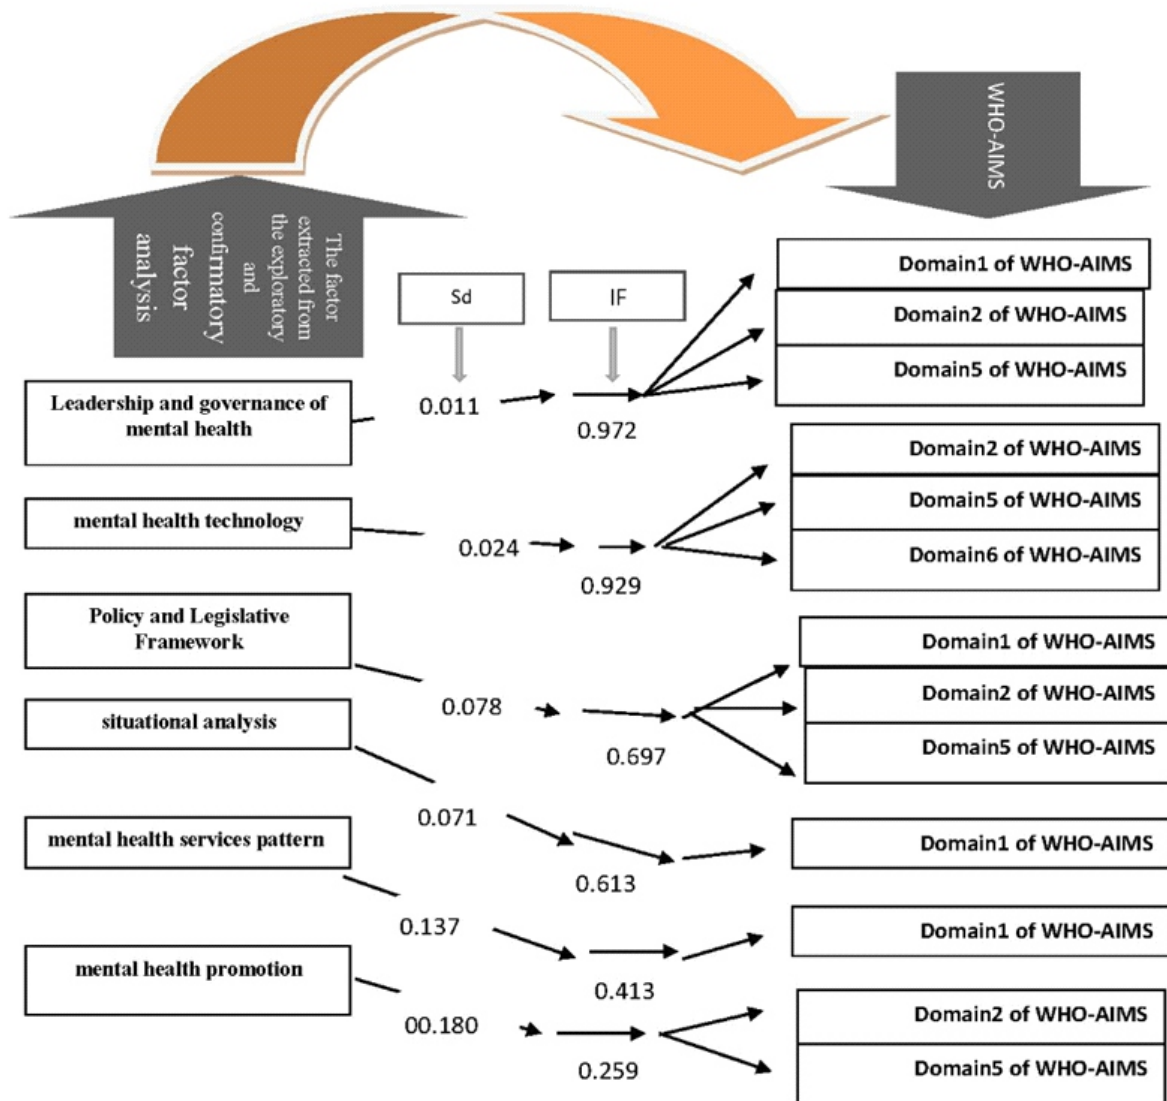 WHO-AIMS
The factor
extracted from
the exploratory
and
confirmatory
factor
analysis
Sd
IF
Leadership and governance of
mental health
0.011
0.972
Domain1 of WHO-AIMS
Domain2 of WHO-AIMS
Domain5 of WHO-AIMS
mental health technology
0.024
0.929
Domain2 of WHO-AIMS
Domain5 of WHO-AIMS
Domain6 of WHO-AIMS
Policy and Legislative
Framework
0.078
0.697
Domain1 of WHO-AIMS
Domain2 of WHO-AIMS
Domain5 of WHO-AIMS
situational analysis
0.071
0.613
Domain1 of WHO-AIMS
mental health services pattern
0.137
0.413
Domain1 of WHO-AIMS
mental health promotion
00.180
0.259
Domain2 of WHO-AIMS
Domain5 of WHO-AIMS